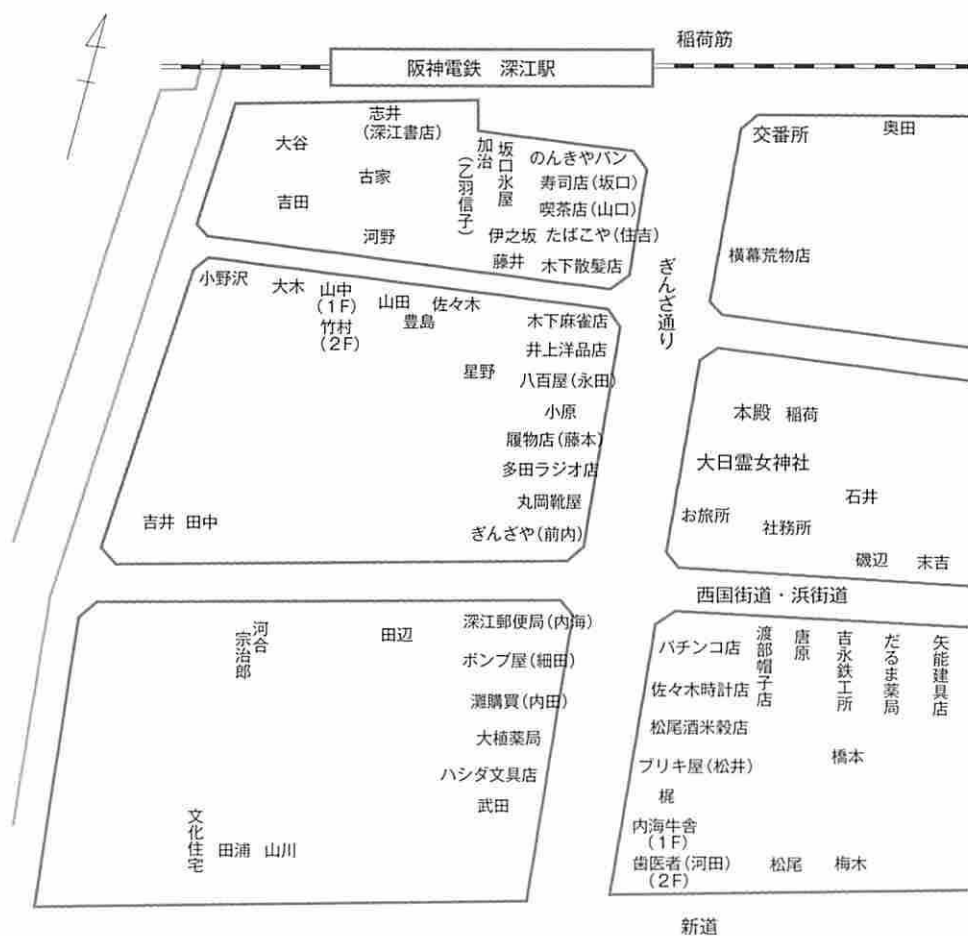 稲荷筋
阪神電鉄　深江駅
志井
(深江書店)
大谷
古家
吉田
河野
加治
(乙羽信子)
坂口氷屋
のんきやパン
寿司店(坂口)
喫茶店(山口)
伊之坂
たばこや(住吉)
藤井
木下散髪店
交番所
奥田
横幕荒物店
ぎんざ通り
小野沢
大木
山中
(1F)
竹村
(2F)
山田
豊島
佐々木
木下麻雀店
井上洋品店
星野
八百屋(永田)
小原
履物店(藤本)
多田ラジオ店
丸岡靴屋
ぎんざや(前内)
吉井
田中
本殿
稲荷
大日霊女神社
石井
お旅所
社務所
磯辺
末吉
西国街道・浜街道
河合
宗治郎
田辺
深江郵便局(内海)
ポンプ屋(細田)
灘購買(内田)
大植薬局
ハシダ文具店
武田
文化住宅
田浦
山川
パチンコ店
渡部帽子店
唐原
吉永鉄工所
だるま薬局
矢能建具店
佐々木時計店
松尾酒米穀店
ブリキ屋(松井)
橋本
梶
内海牛舎
(1F)
歯医者(河田)
(2F)
松尾
梅木
新道